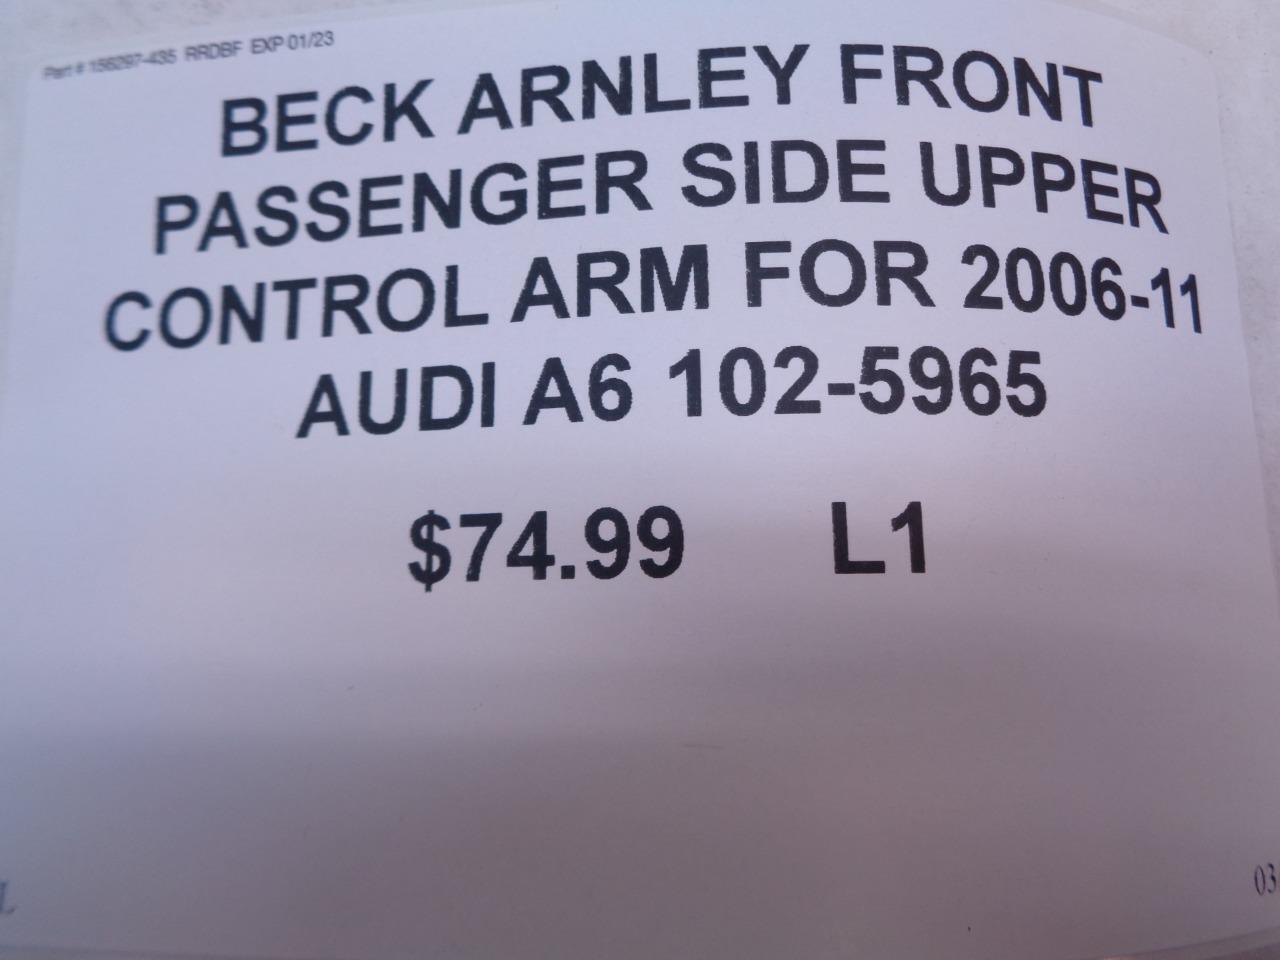 Part # 156297-435 RRDBF EXP 01/23
BECK ARNLEY FRONT
PASSENGER SIDE UPPER
CONTROL ARM FOR 2006-11
AUDI A6 102-5965
$74.99 L1
L 03